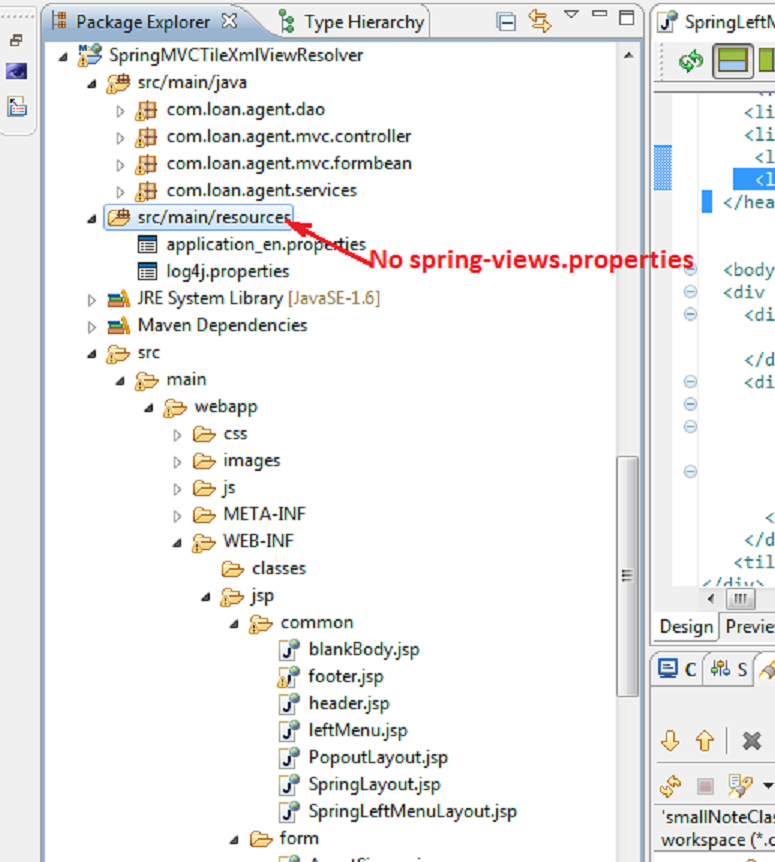 Package Explorer
Type Hierarchy
SpringMVCTileXmlViewResolver
src/main/java
com.loan.agent.dao
com.loan.agent.mvc.controller
com.loan.agent.mvc.formbean
com.loan.agent.services
src/main/resources
application_en.properties
No spring-views.properties
log4j.properties
JRE System Library [JavaSE-1.6]
Maven Dependencies
src
main
webapp
css
images
js
META-INF
WEB-INF
classes
jsp
common
blankBody.jsp
footer.jsp
header.jsp
leftMenu.jsp
PopoutLayout.jsp
SpringLayout.jsp
SpringLeftMenuLayout.jsp
form
SpringLeftM
<li
<li
<l
<l
</hea
<body
<div
<di
</d
<di
<
</d
<til
</div>
Design
Preview
C
S
'smallNoteClas
workspace (*.c